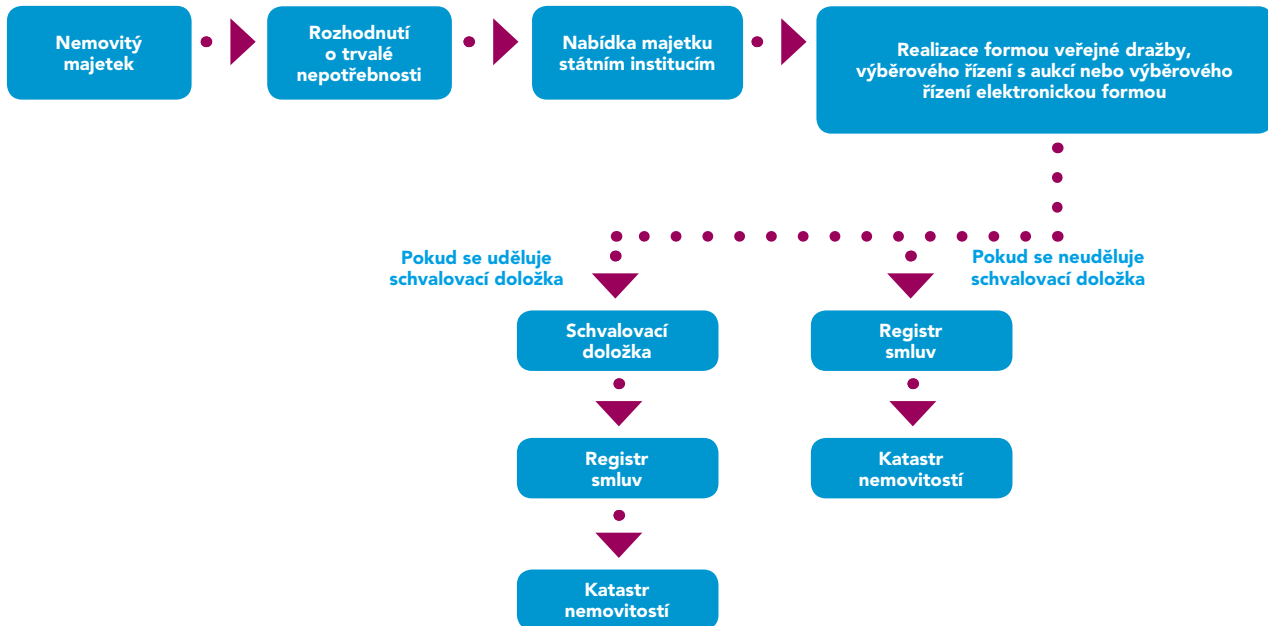 Nemovitý
majetek
Rozhodnutí
o trvalé
nepotřebnosti
Nabídka majetku
státním institucím
Realizace formou veřejné dražby,
výběrového řízení s aukcí nebo výběrového
řízení elektronickou formou
Pokud se uděluje
schvalovací doložka
Pokud se neuděluje
schvalovací doložka
Schvalovací
doložka
Registr
smluv
Registr
smluv
Katastr
nemovitostí
Katastr
nemovitostí